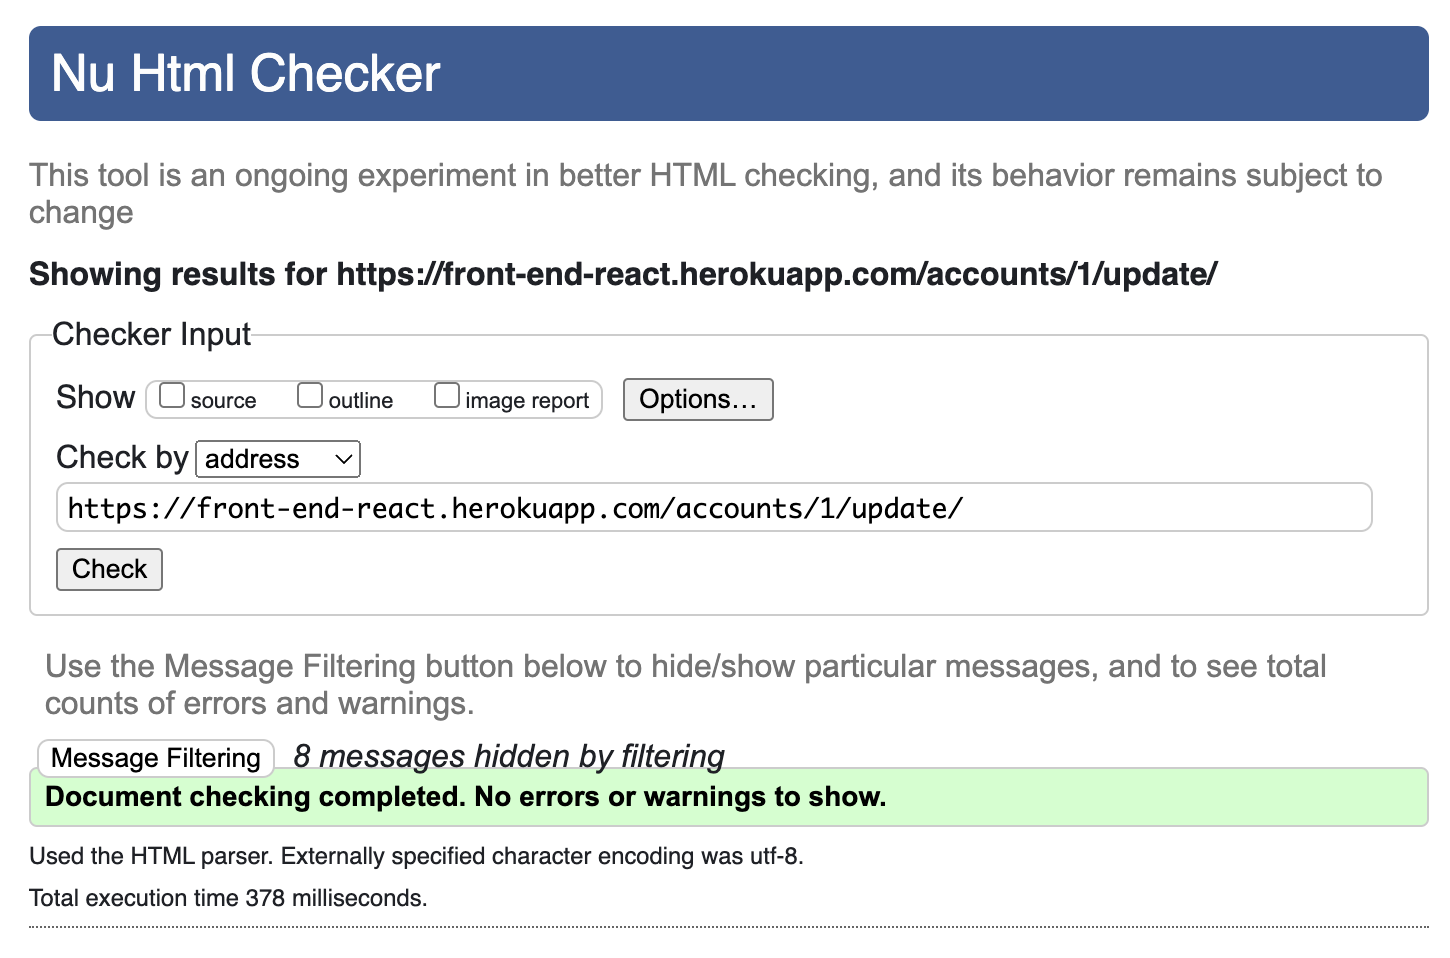 Nu Html Checker
This tool is an ongoing experiment in better HTML checking, and its behavior remains subject to
change
Showing results for https://front-end-react.herokuapp.com/accounts/1/update/
Checker Input
Show source outline image report Options...
Check by address
https://front-end-react.herokuapp.com/accounts/1/update/
Check
Use the Message Filtering button below to hide/show particular messages, and to see total
counts of errors and warnings.
Message Filtering 8 messages hidden by filtering
Document checking completed. No errors or warnings to show.
Used the HTML parser. Externally specified character encoding was utf-8.
Total execution time 378 milliseconds.